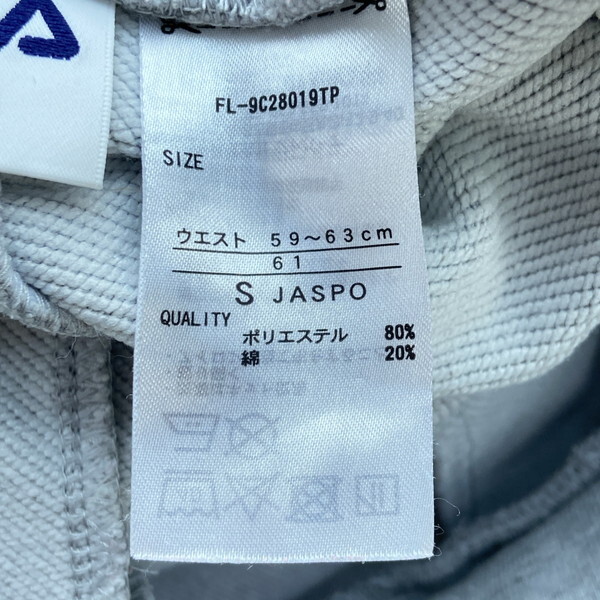 FL-9C28019TP
SIZE
ウエスト 59～63cm
61
S JASPO
QUALITY
ポリエステル 80%
綿 20%